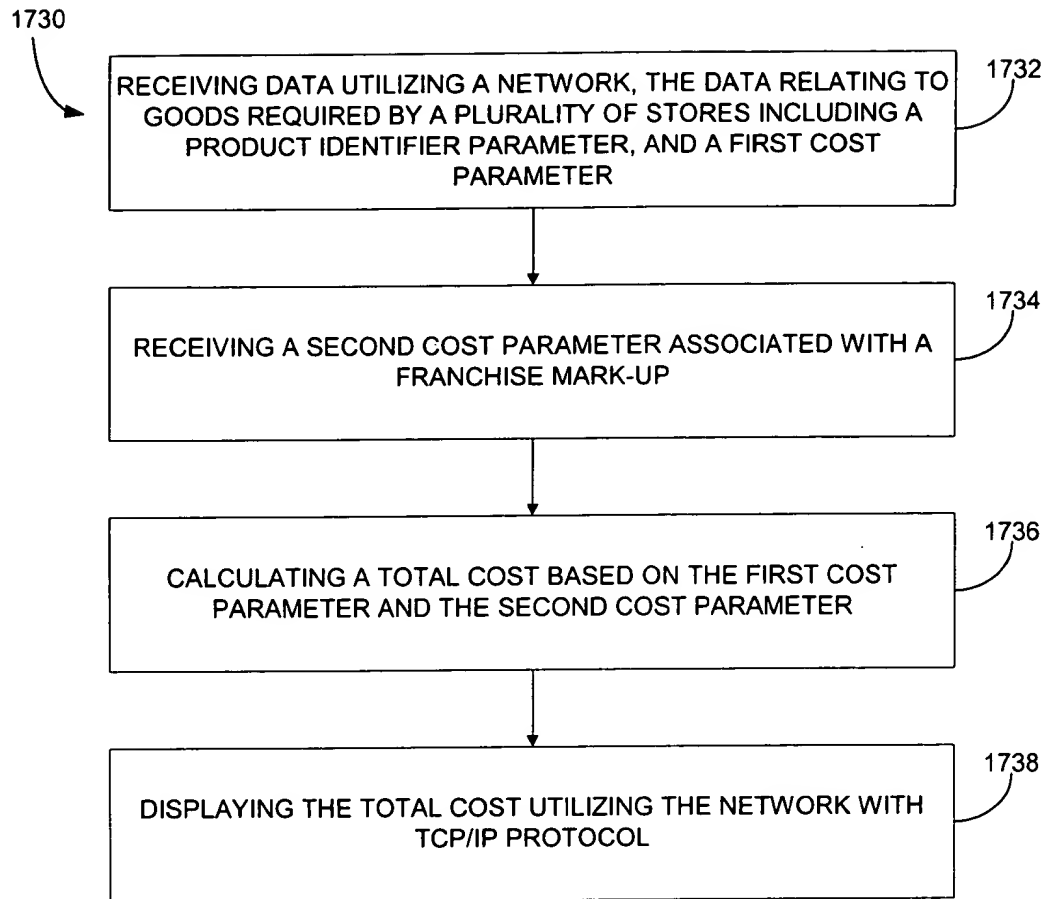 1730
1732
RECEIVING DATA UTILIZING A NETWORK, THE DATA RELATING TO
GOODS REQUIRED BY A PLURALITY OF STORES INCLUDING A
PRODUCT IDENTIFIER PARAMETER, AND A FIRST COST
PARAMETER
1734
RECEIVING A SECOND COST PARAMETER ASSOCIATED WITH A
FRANCHISE MARK-UP
1736
CALCULATING A TOTAL COST BASED ON THE FIRST COST
PARAMETER AND THE SECOND COST PARAMETER
1738
DISPLAYING THE TOTAL COST UTILIZING THE NETWORK WITH
TCP/IP PROTOCOL